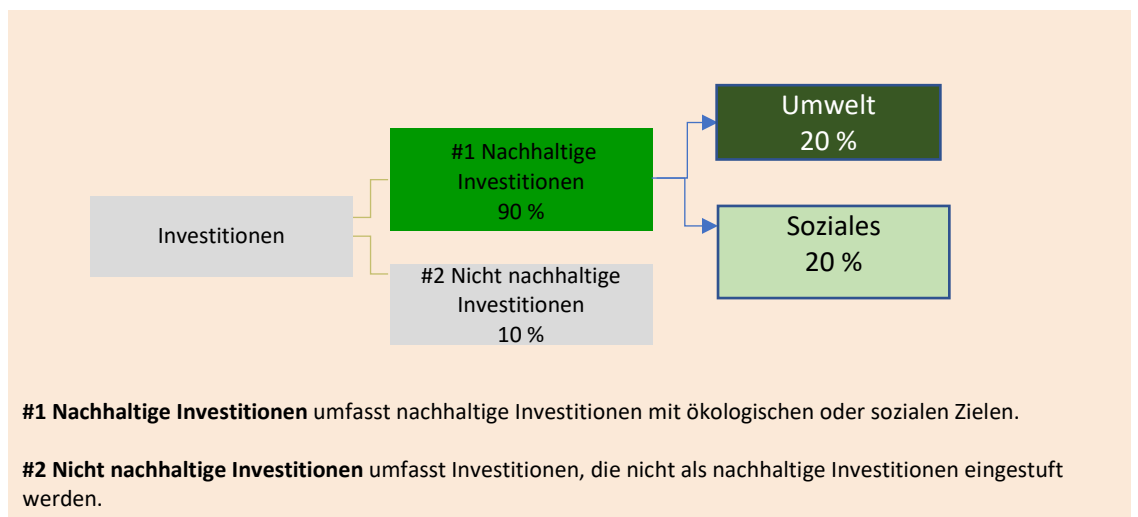 Investitionen
#1 Nachhaltige
Investitionen
90 %
#2 Nicht nachhaltige
Investitionen
10 %
Umwelt
20 %
Soziales
20 %
#1 Nachhaltige Investitionen umfasst nachhaltige Investitionen mit ökologischen oder sozialen Zielen.
#2 Nicht nachhaltige Investitionen umfasst Investitionen, die nicht als nachhaltige Investitionen eingestuft
werden.